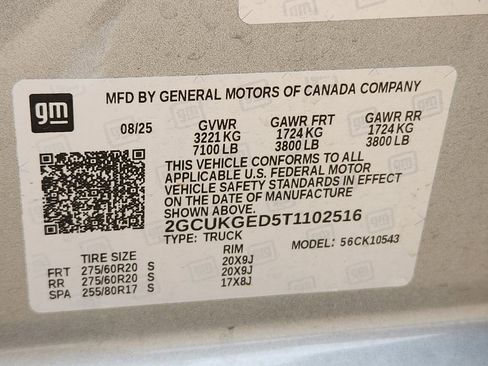 gm
MFD BY GENERAL MOTORS OF CANADA COMPANY
08/25 GVWR GAWR FRT GAWR RR
3221 KG 1724 KG 1724 KG
7100 LB 3800 LB 3800 LB
THIS VEHICLE CONFORMS TO ALL
APPLICABLE U.S. FEDERAL MOTOR
VEHICLE SAFETY STANDARDS IN EFFECT
ON THE DATE OF MANUFACTURE
2GCUKGED5T1102516
TYPE: TRUCK MODEL: 56CK10543
TIRE SIZE RIM
FRT 275/60R20 S 20X9J
RR 275/60R20 S 20X9J
SPA 255/80R17 S 17X8J